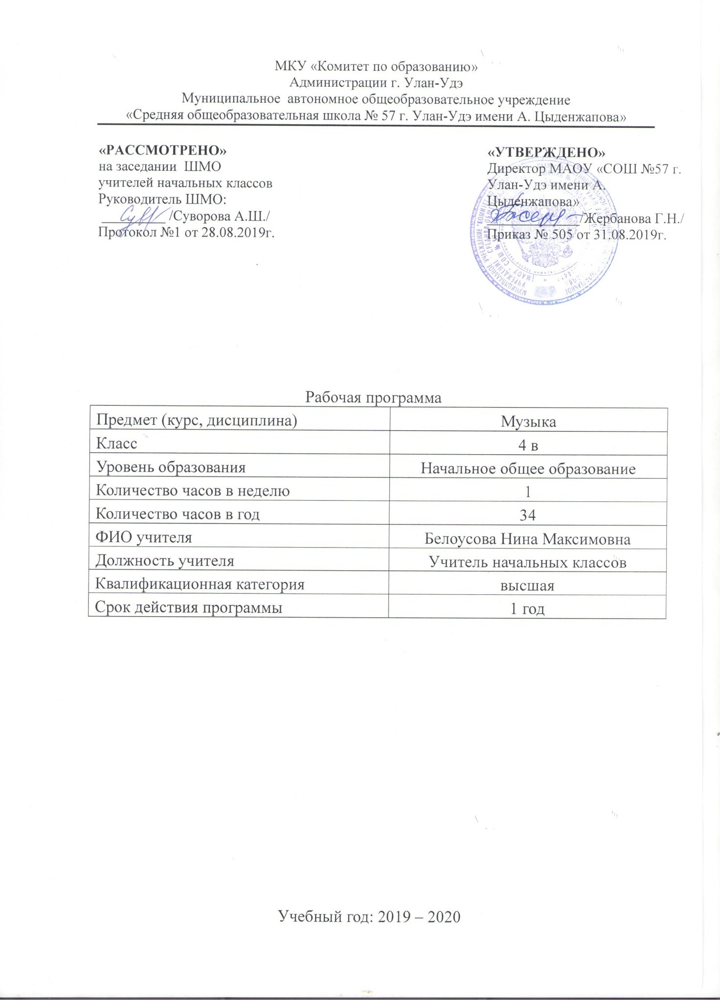 МКУ «Комитет по образованию»
Администрации г. Улан-Удэ
Муниципальное автономное общеобразовательное учреждение
«Средняя общеобразовательная школа № 57 г. Улан-Удэ имени А. Цыденжапова»
«РАССМОТРЕНО»
на заседании ШМО
учителей начальных классов
Руководитель ШМО:
/Суворова А.Ш./
Протокол №1 от 28.08.2019г.
«УТВЕРЖДЕНО»
Директор МАОУ «СОШ №57 г.
Улан-Удэ имени А.
Цыденжапова»
/Жербанова Г.Н./
Приказ № 505 от 31.08.2019г.
Рабочая программа
Предмет (курс, дисциплина) Музыка
Класс 4 в
Уровень образования Начальное общее образование
Количество часов в неделю 1
Количество часов в год 34
ФИО учителя Белоусова Нина Максимовна
Должность учителя Учитель начальных классов
Квалификационная категория высшая
Срок действия программы 1 год
Учебный год: 2019 – 2020